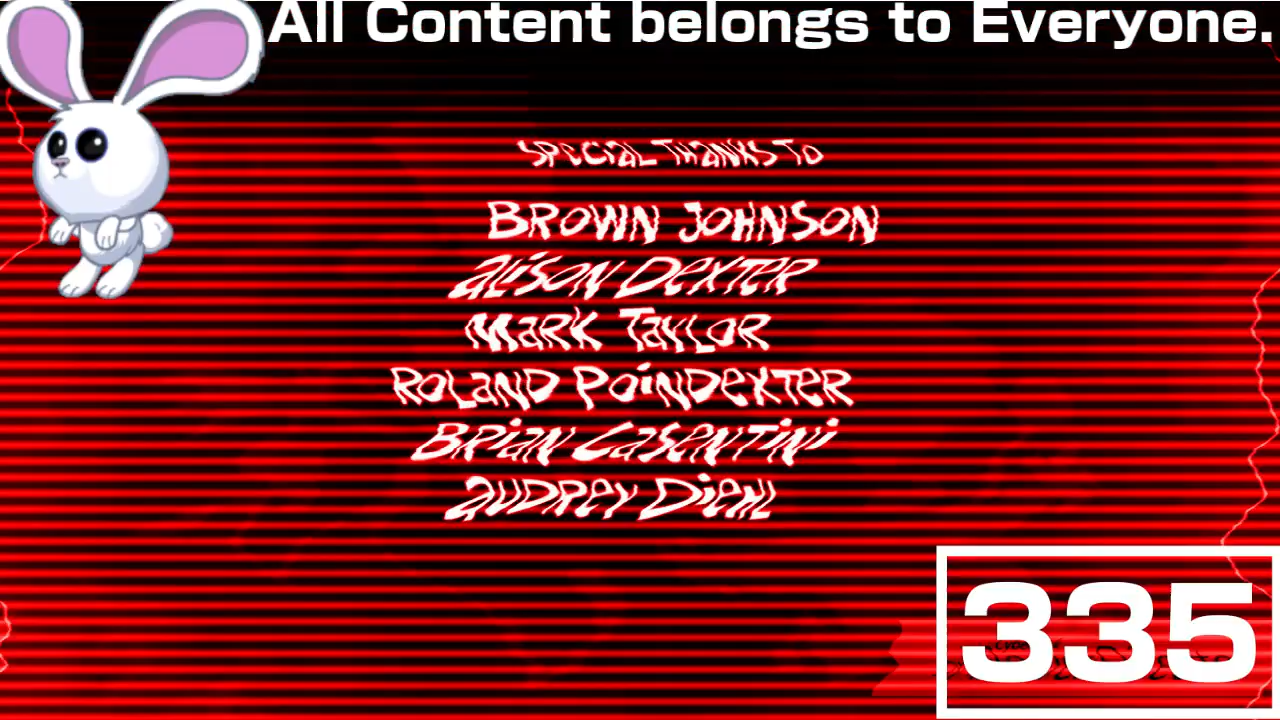 All Content belongs to Everyone.
SPECIAL THANKS TO
BROWN JOHNSON
ALISON DEXTER
MARK TAYLOR
ROLAND POINDEXTER
BRIAN CASENTINI
AUDREY DIEHL
335